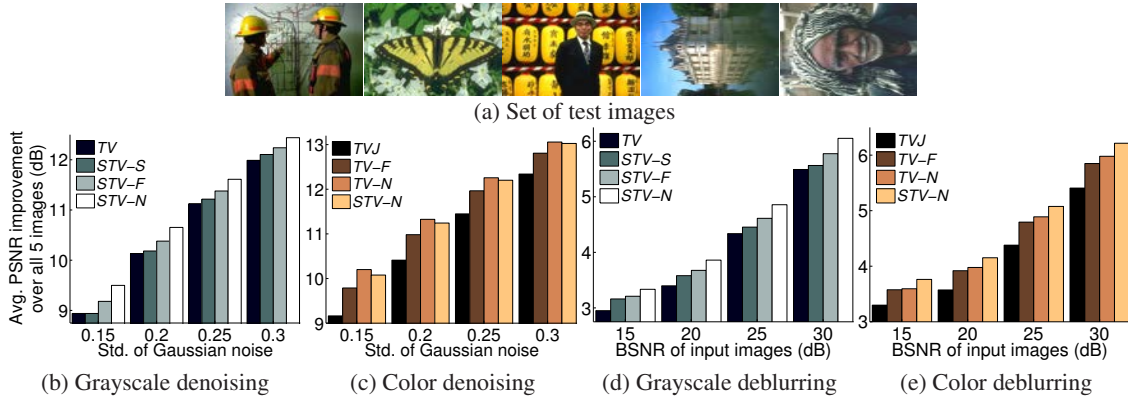 (a) Set of test images
Avg. PSNR improvement
over all 5 images (dB)
12
11
10
9
TV
STV-S
STV-F
STV-N
0.15 0.2 0.25 0.3
Std. of Gaussian noise
(b) Grayscale denoising
13
12
11
10
9
TVJ
TV-F
TV-N
STV-N
0.15 0.2 0.25 0.3
Std. of Gaussian noise
(c) Color denoising
6
5
4
3
TV
STV-S
STV-F
STV-N
15 20 25 30
BSNR of input images (dB)
(d) Grayscale deblurring
6
5
4
3
TVJ
TV-F
TV-N
STV-N
15 20 25 30
BSNR of input images (dB)
(e) Color deblurring